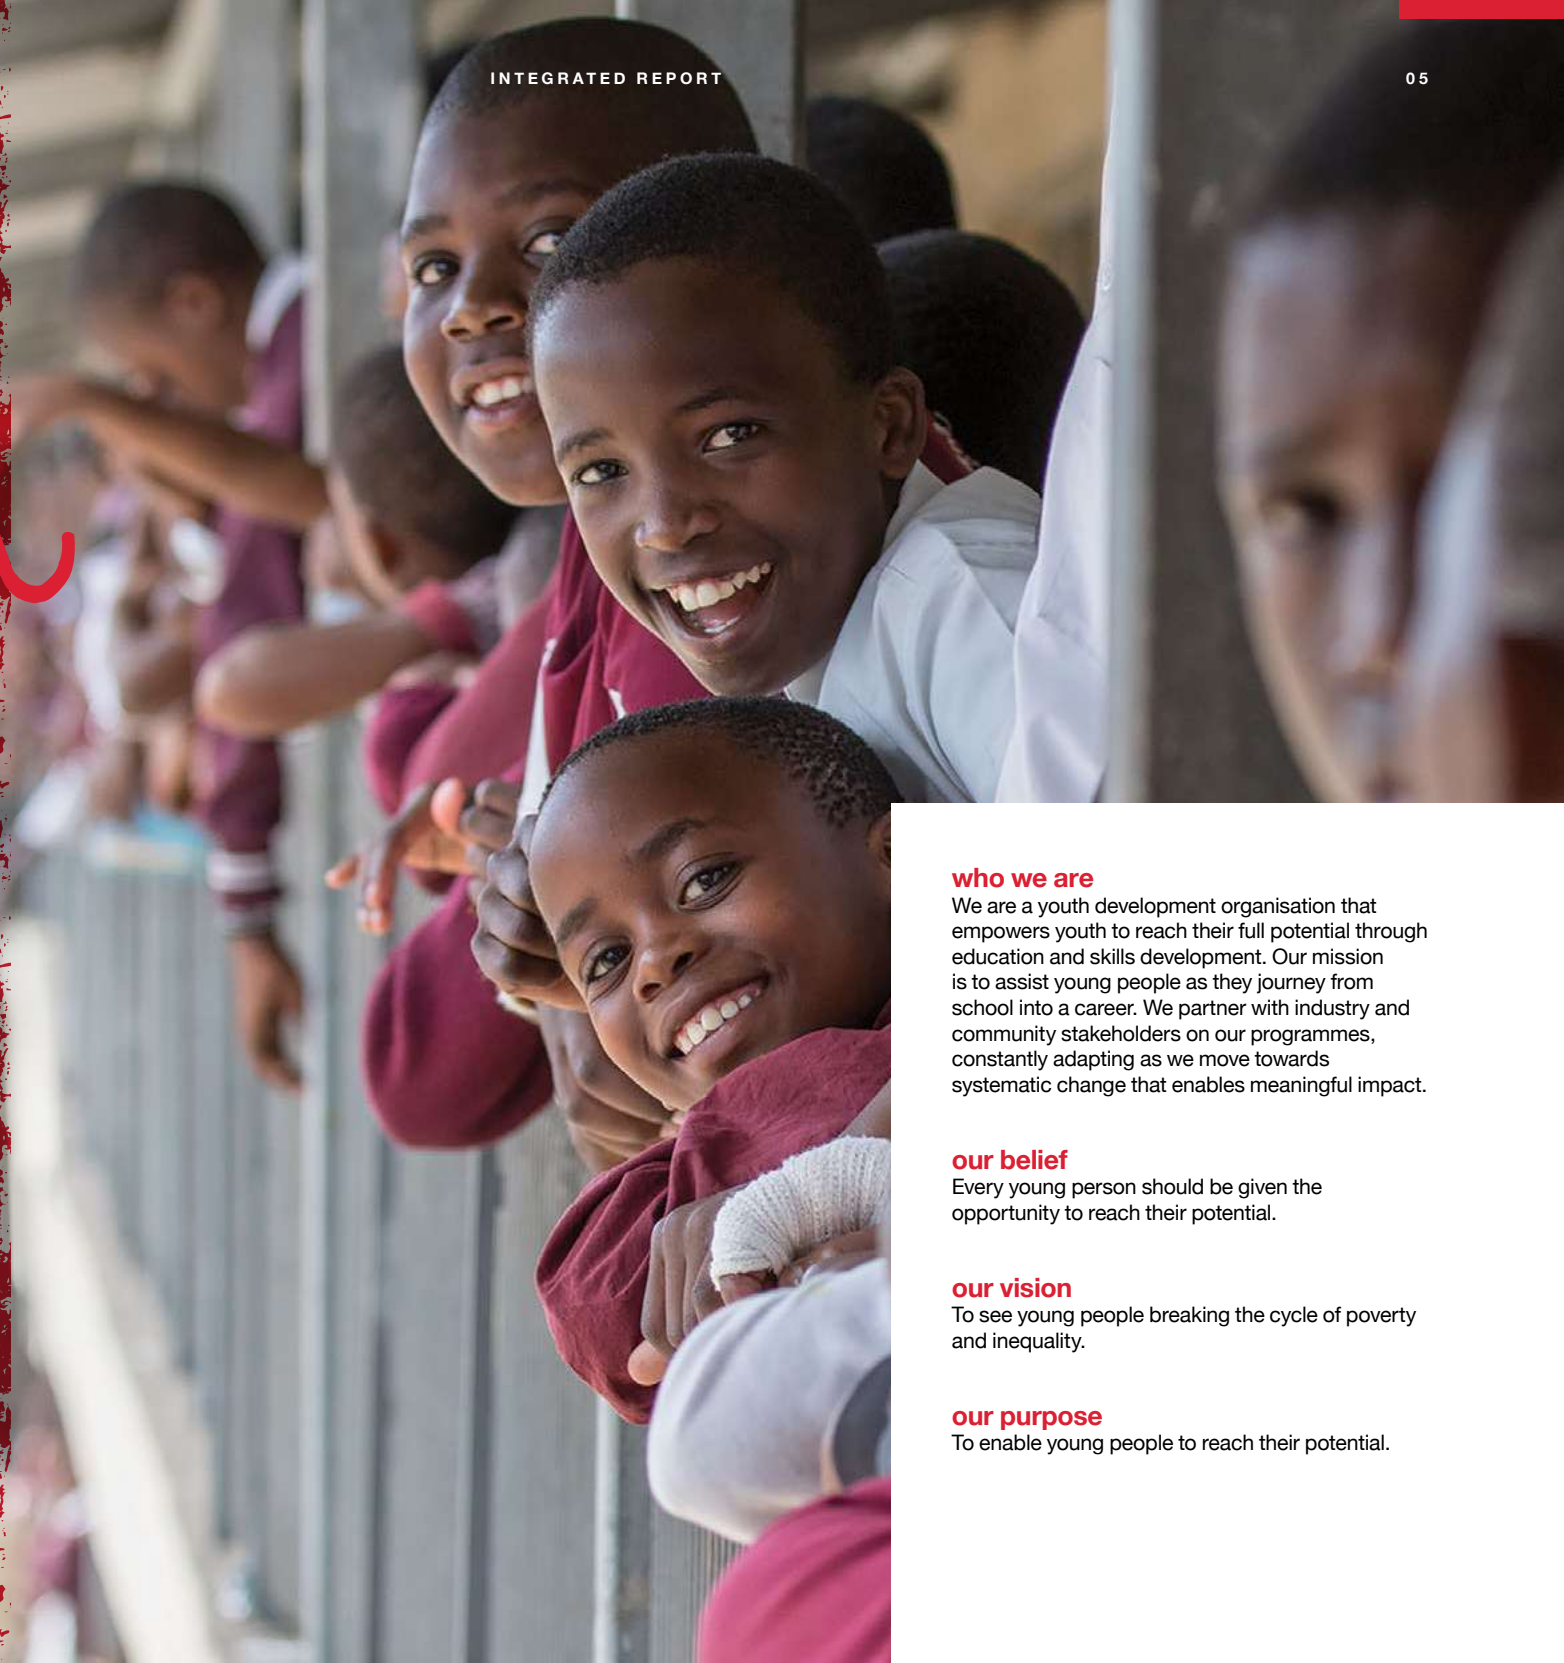 INTEGRATED REPORT
05
who we are
We are a youth development organisation that
empowers youth to reach their full potential through
education and skills development. Our mission
is to assist young people as they journey from
school into a career. We partner with industry and
community stakeholders on our programmes,
constantly adapting as we move towards
systematic change that enables meaningful impact.
our belief
Every young person should be given the
opportunity to reach their potential.
our vision
To see young people breaking the cycle of poverty
and inequality.
our purpose
To enable young people to reach their potential.